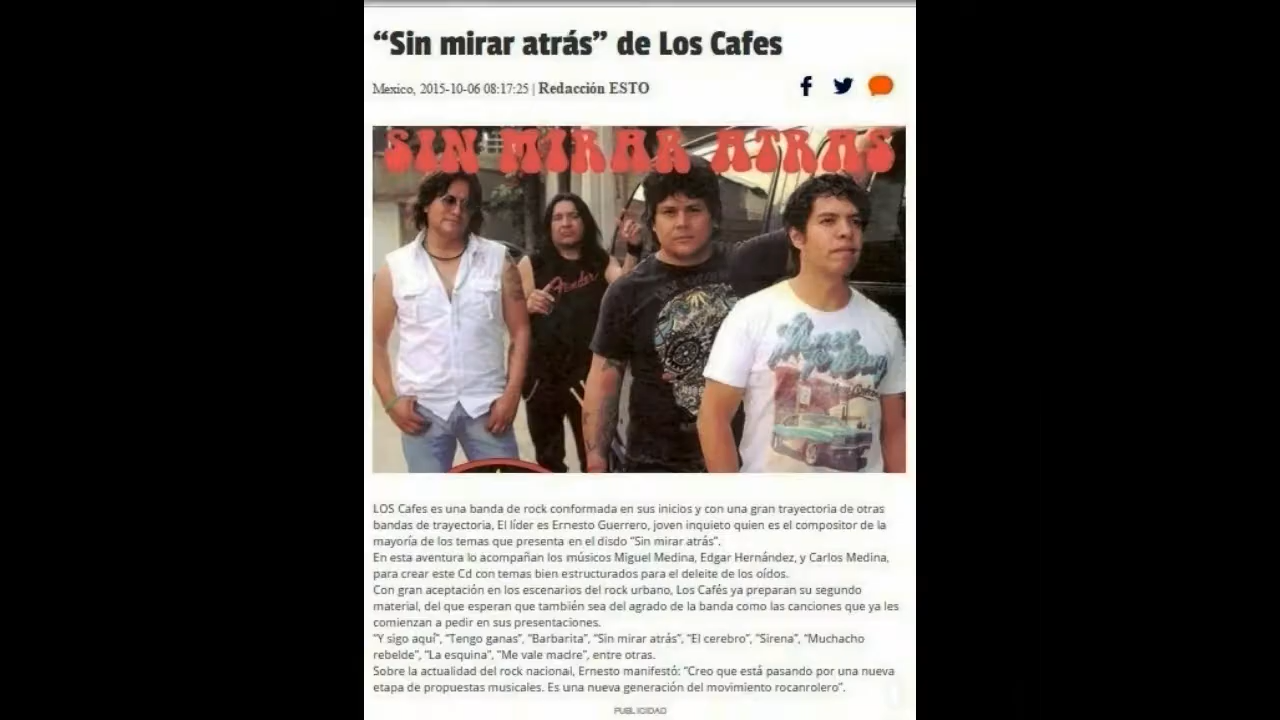 “Sin mirar atrás” de Los Cafes
Mexico, 2015-10-06 08:17:25 | Redacción ESTO
SIN MIRAR ATRAS
Fender
LOS Cafes es una banda de rock conformada en sus inicios y con una gran trayectoria de otras
bandas de trayectoria, El líder es Ernesto Guerrero, joven inquieto quien es el compositor de la
mayoría de los temas que presenta en el disdo “Sin mirar atrás”.
En esta aventura lo acompañan los músicos Miguel Medina, Edgar Hernández, y Carlos Medina,
para crear este Cd con temas bien estructurados para el deleite de los oídos.
Con gran aceptación en los escenarios del rock urbano, Los Cafés ya preparan su segundo
material, del que esperan que también sea del agrado de la banda como las canciones que ya les
comienzan a pedir en sus presentaciones.
“Y sigo aquí”, “Tengo ganas”, “Barbarita”, “Sin mirar atrás”, “El cerebro”, “Sirena”, “Muchacho
rebelde”, “La esquina”, “Me vale madre”, entre otras.
Sobre la actualidad del rock nacional, Ernesto manifestó: “Creo que está pasando por una nueva
etapa de propuestas musicales. Es una nueva generación del movimiento rocanrolero”.
PUBLICIDAD